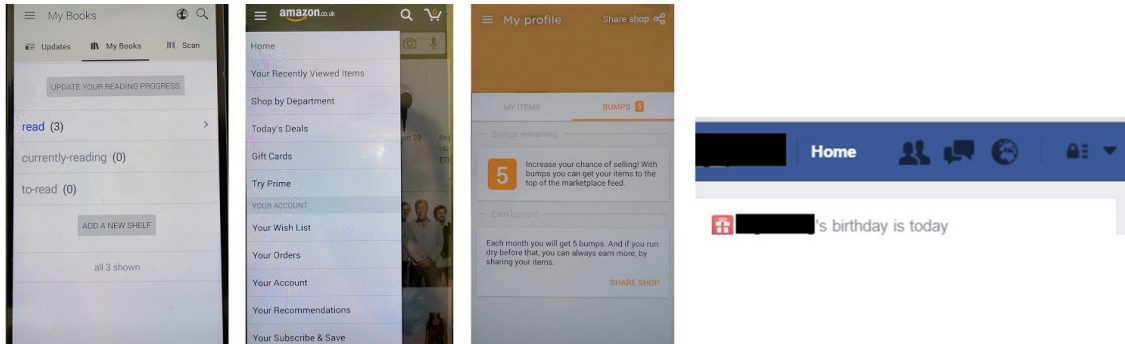 My Books
Updates
My Books
Scan
UPDATE YOUR READING PROGRESS
read (3)
currently-reading (0)
to-read (0)
ADD A NEW SHELF
all 3 shown
amazon.co.uk
0
Home
Your Recently Viewed Items
Shop by Department
Today's Deals
Gift Cards
Try Prime
YOUR ACCOUNT
Your Wish List
Your Orders
Your Account
Your Recommendations
Your Subscribe & Save
My profile
Share shop
MY ITEMS
BUMPS 5
Bumps remaining
5
Increase your chance of selling! With
bumps you can get your items to the
top of the marketplace feed.
Earn bumps!
Each month you will get 5 bumps. And if you run
dry before that, you can always earn more, by
sharing your items.
SHARE SHOP
Home
's birthday is today